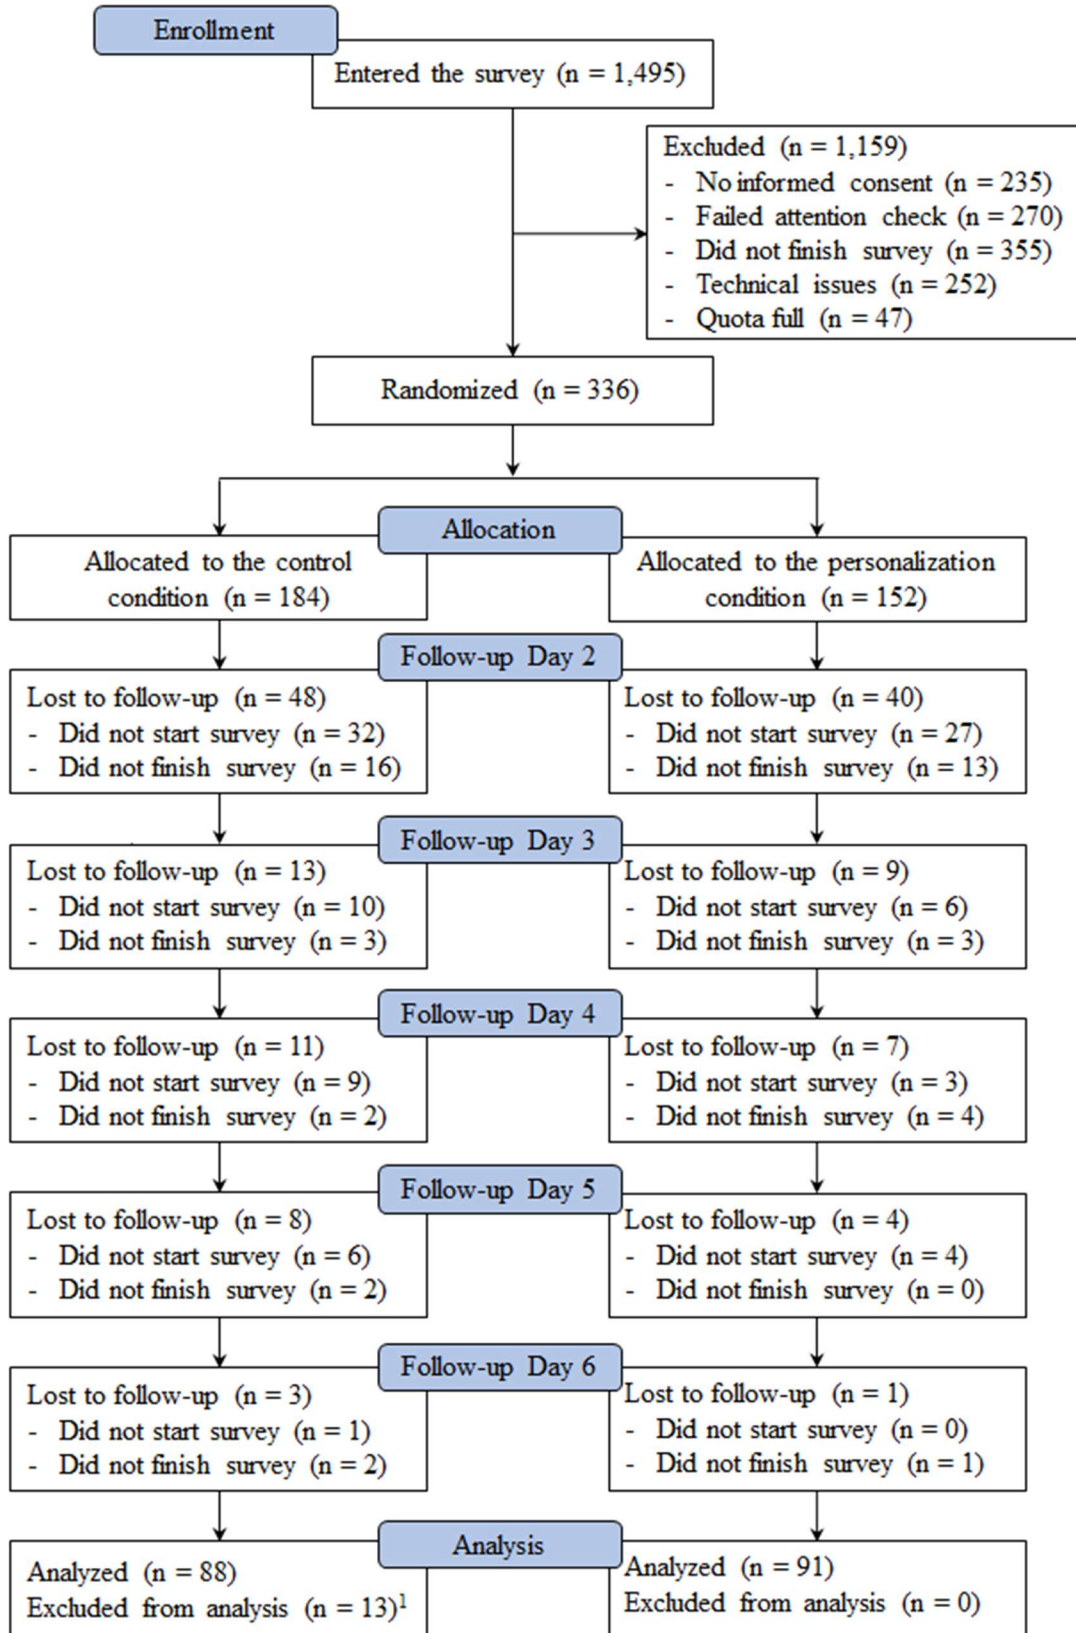 Enrollment
Entered the survey (n = 1,495)
Excluded (n = 1,159)
- No informed consent (n = 235)
- Failed attention check (n = 270)
- Did not finish survey (n = 355)
- Technical issues (n = 252)
- Quota full (n = 47)
Randomized (n = 336)
Allocation
Allocated to the control
condition (n = 184)
Allocated to the personalization
condition (n = 152)
Follow-up Day 2
Lost to follow-up (n = 48)
- Did not start survey (n = 32)
- Did not finish survey (n = 16)
Lost to follow-up (n = 40)
- Did not start survey (n = 27)
- Did not finish survey (n = 13)
Follow-up Day 3
Lost to follow-up (n = 13)
- Did not start survey (n = 10)
- Did not finish survey (n = 3)
Lost to follow-up (n = 9)
- Did not start survey (n = 6)
- Did not finish survey (n = 3)
Follow-up Day 4
Lost to follow-up (n = 11)
- Did not start survey (n = 9)
- Did not finish survey (n = 2)
Lost to follow-up (n = 7)
- Did not start survey (n = 3)
- Did not finish survey (n = 4)
Follow-up Day 5
Lost to follow-up (n = 8)
- Did not start survey (n = 6)
- Did not finish survey (n = 2)
Lost to follow-up (n = 4)
- Did not start survey (n = 4)
- Did not finish survey (n = 0)
Follow-up Day 6
Lost to follow-up (n = 3)
- Did not start survey (n = 1)
- Did not finish survey (n = 2)
Lost to follow-up (n = 1)
- Did not start survey (n = 0)
- Did not finish survey (n = 1)
Analysis
Analyzed (n = 88)
Excluded from analysis (n = 13)¹
Analyzed (n = 91)
Excluded from analysis (n = 0)